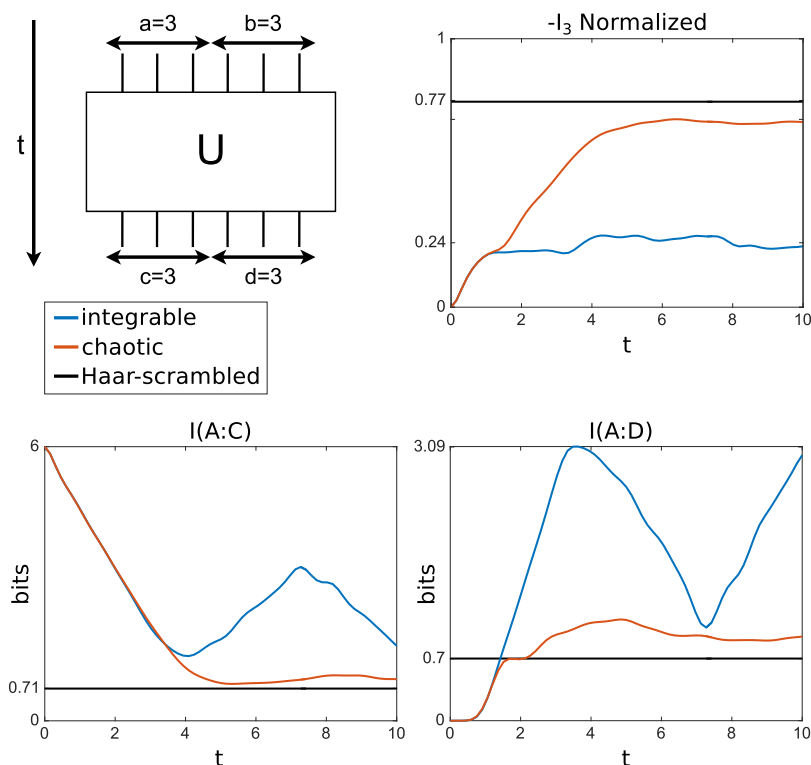 a=3 b=3
t
U
c=3 d=3
integrable
chaotic
Haar-scrambled
-I₃ Normalized
1
0.77
0.24
0
0 2 4 6 8 10
t
I(A:C)
6
bits
0.71
0
0 2 4 6 8 10
t
I(A:D)
3.09
bits
0.7
0
0 2 4 6 8 10
t